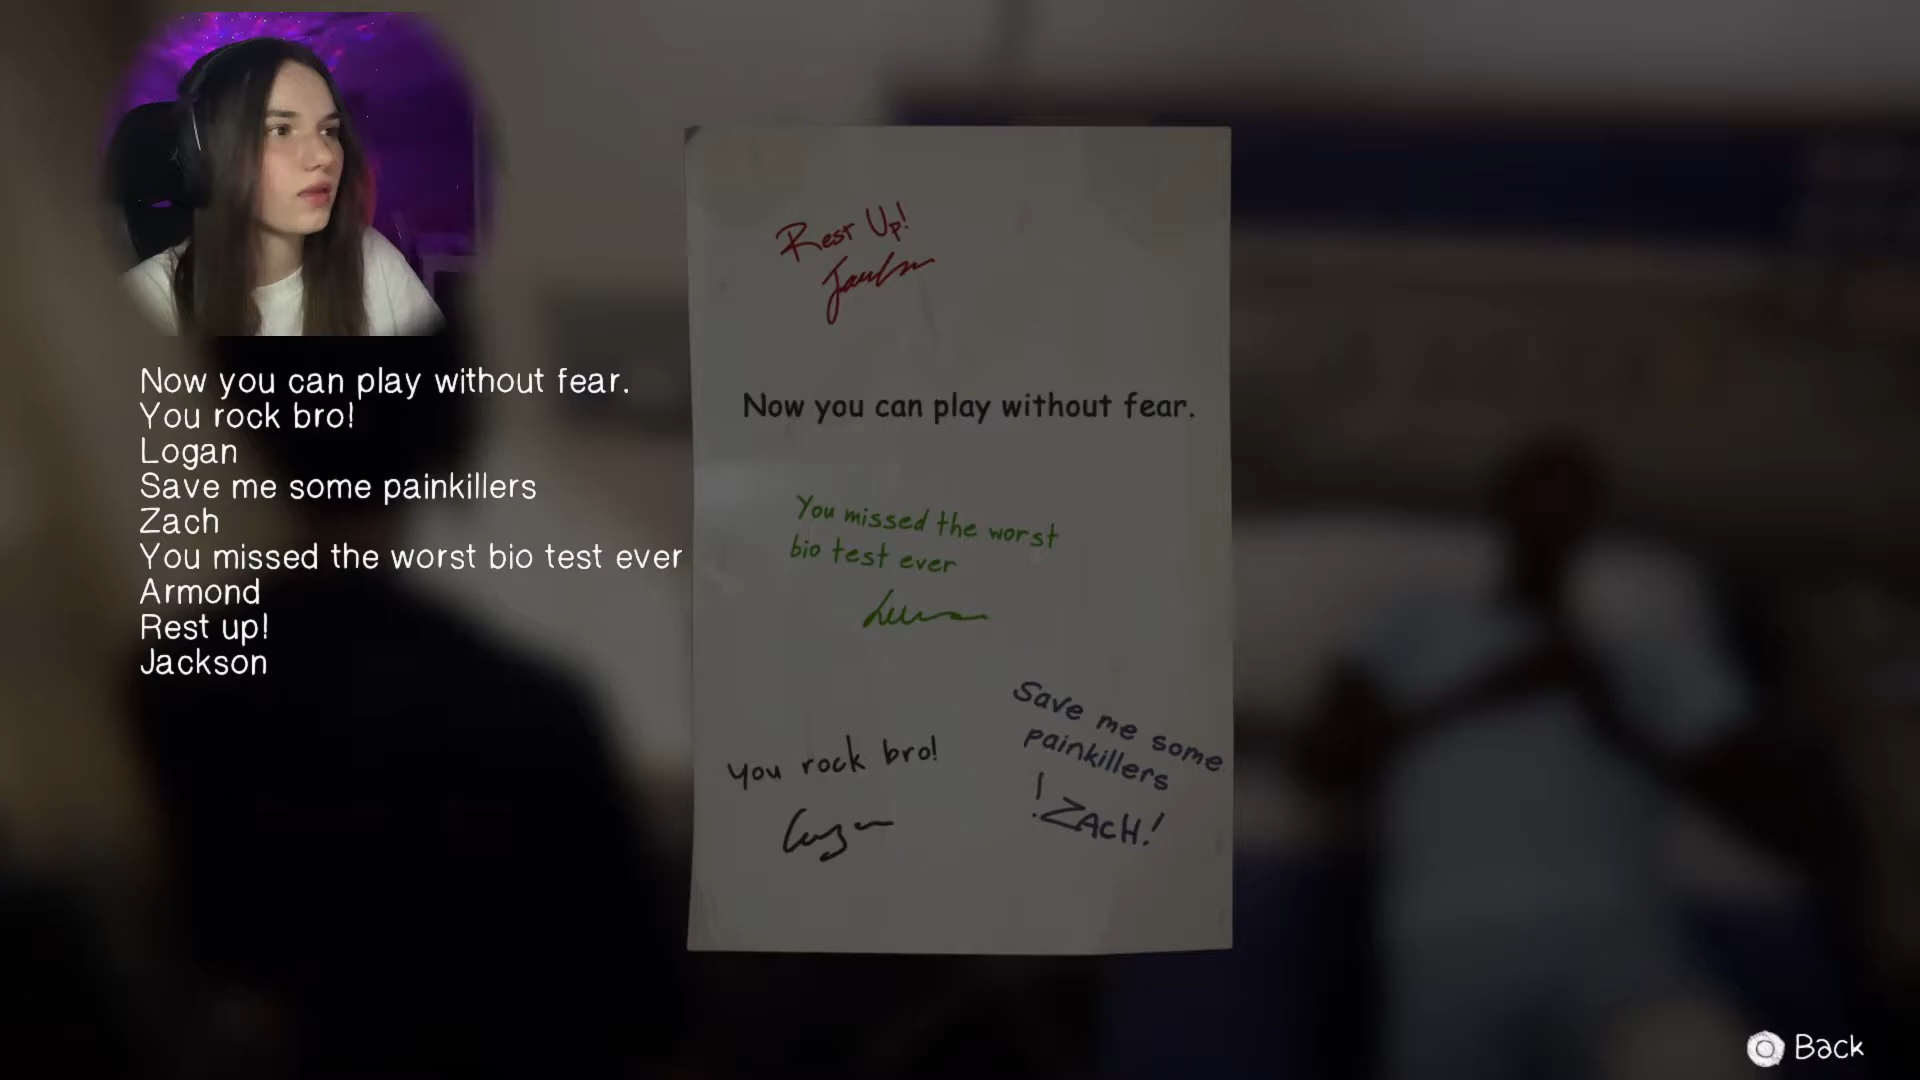 Now you can play without fear.
You rock bro!
Logan
Save me some painkillers
Zach
You missed the worst bio test ever
Armond
Rest up!
Jackson
Rest Up!
Now you can play without fear.
You missed the worst
bio test ever
You rock bro!
Save me some
painkillers
!ZACH!
Back